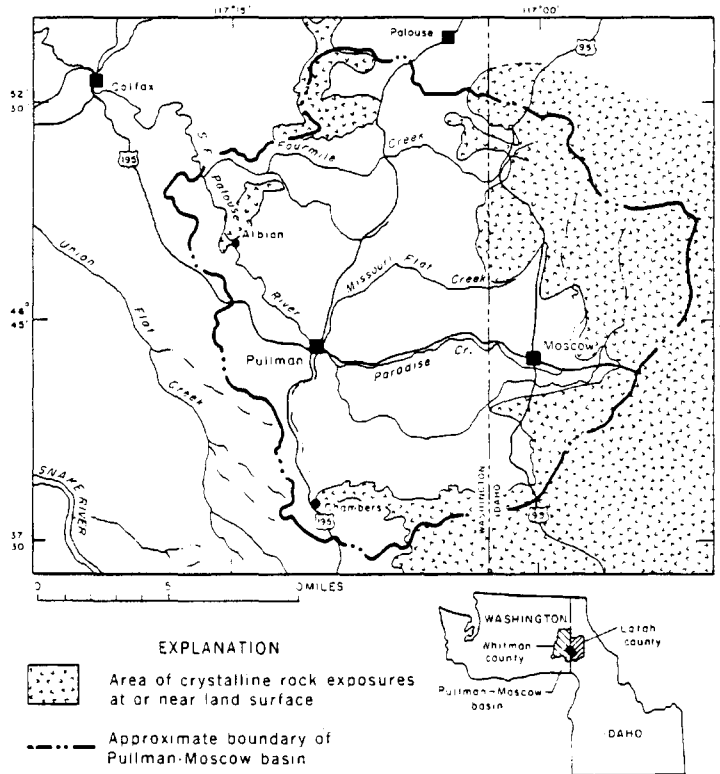 117°15'
117°00'
Palouse
95
52'
30"
Colfax
195
S. F.
Fourmile
Creek
Palouse
Albion
Union
Missouri Flat
Creek
River
Flat
45'
Moscow
Pullman
Paradise Cr.
Creek
SNAKE
RIVER
WASHINGTON
IDAHO
Chambers
195
95
37'
30"
0 5 0 MILES
WASHINGTON
EXPLANATION
Latah
county
Whitman
county
Area of crystalline rock exposures
at or near land surface
Pullman-Moscow
basin
IDAHO
Approximate boundary of
Pullman-Moscow basin